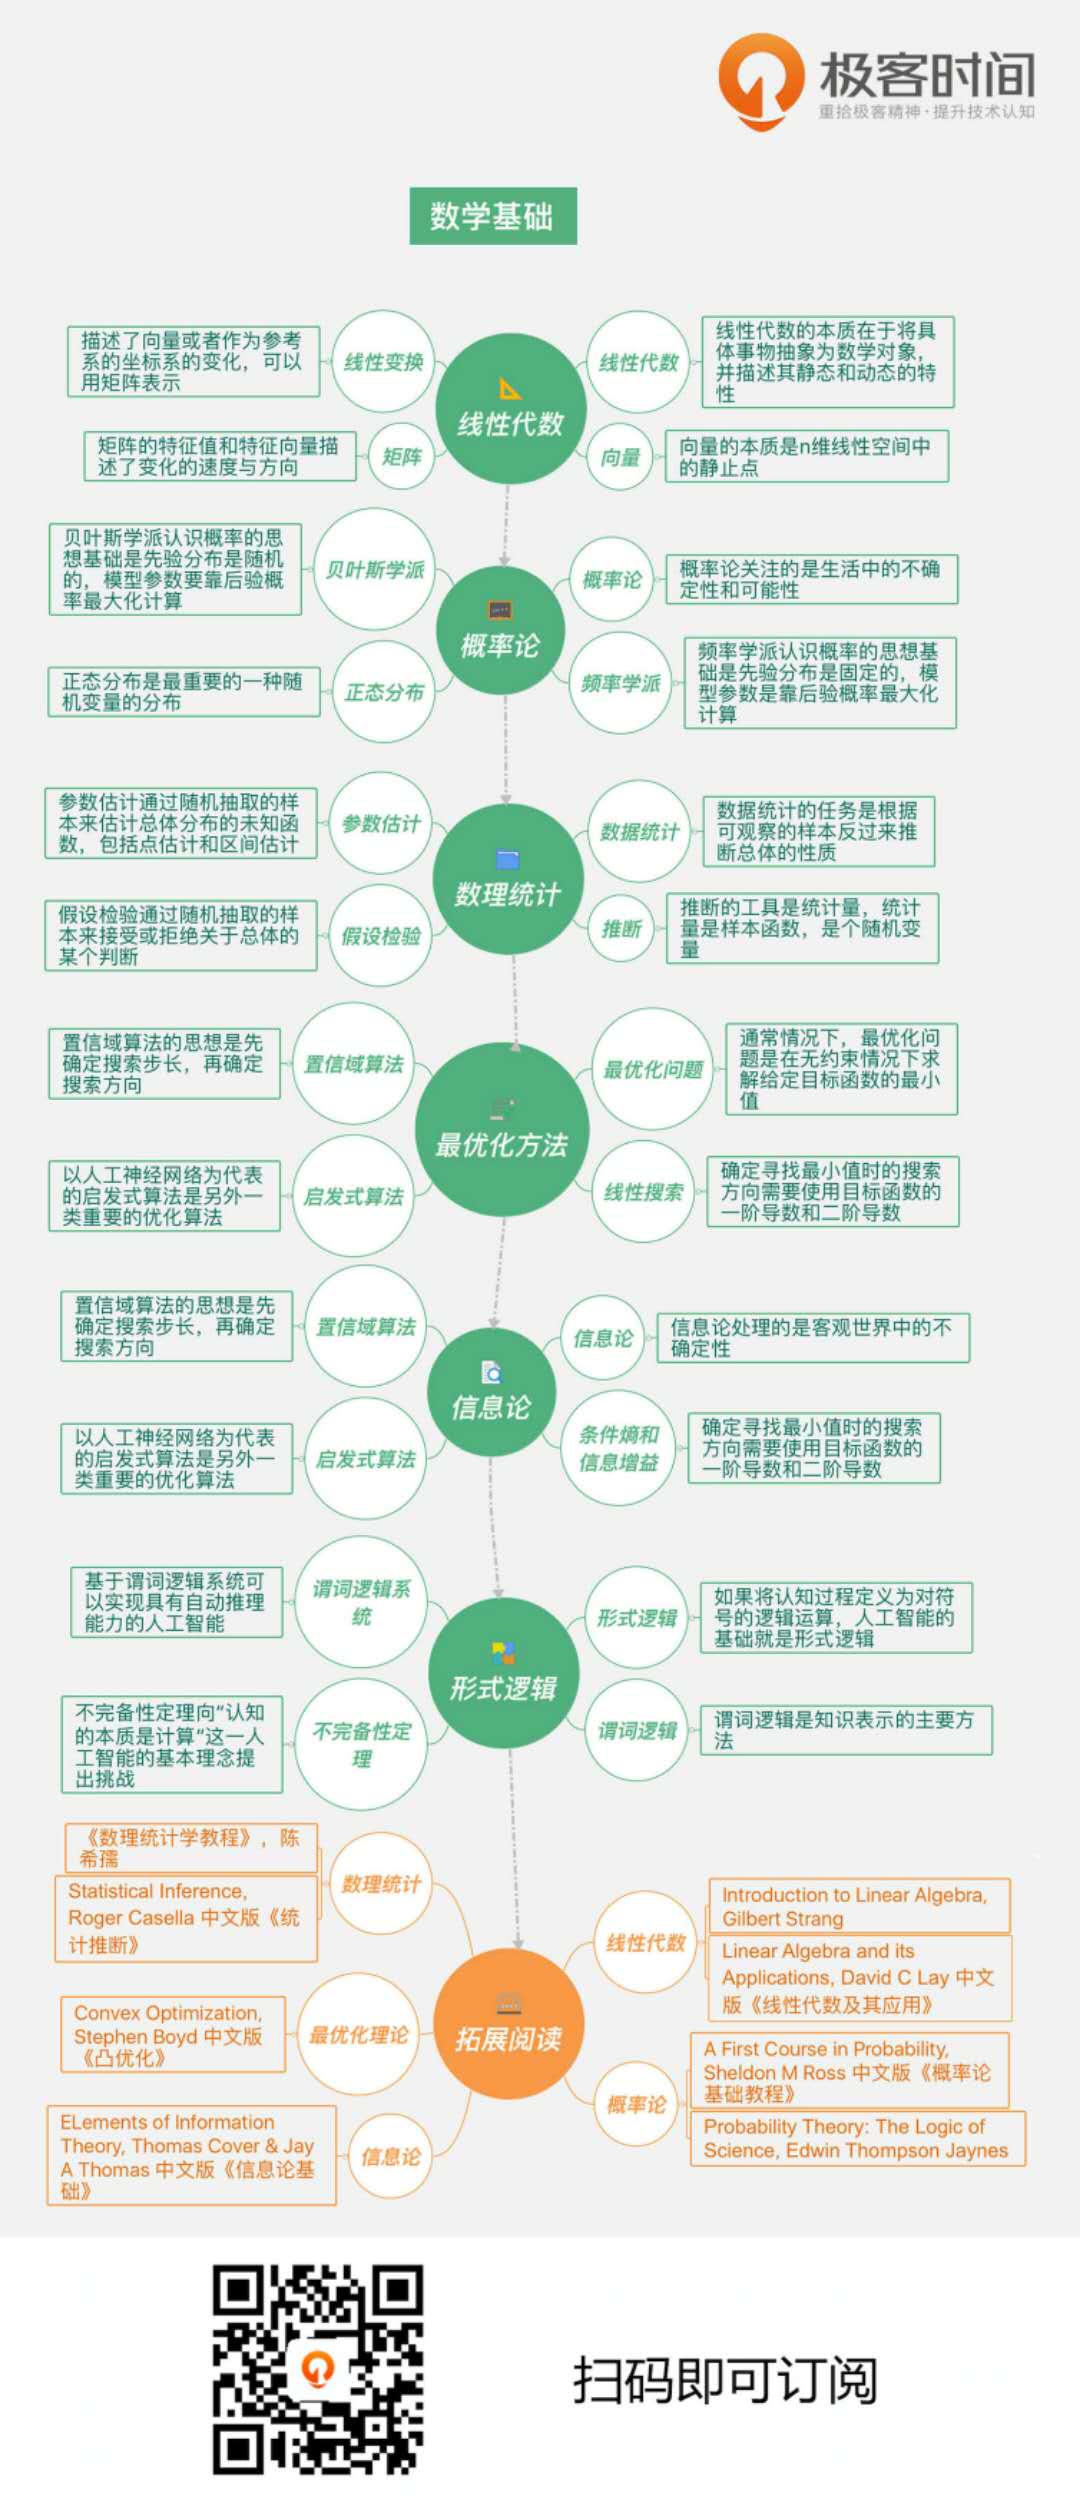 极客时间
重拾极客精神·提升技术认知
数学基础
描述了向量或者作为参考
系的坐标系的变化，可以
用矩阵表示
线性变换
矩阵的特征值和特征向量描
述了变化的速度与方向
矩阵
线性代数
线性代数
线性代数的本质在于将具
体事物抽象为数学对象，
并描述其静态和动态的特
性
向量
向量的本质是n维线性空间中
的静止点
贝叶斯学派认识概率的思
想基础是先验分布是随机
的，模型参数要靠后验概
率最大化计算
贝叶斯学派
正态分布是最重要的一种随
机变量的分布
正态分布
概率论
概率论
概率论关注的是生活中的不确
定性和可能性
频率学派
频率学派认识概率的思想基
础是先验分布是固定的，模
型参数是靠后验概率最大化
计算
参数估计通过随机抽取的样
本来估计总体分布的未知函
数，包括点估计和区间估计
参数估计
假设检验通过随机抽取的样
本来接受或拒绝关于总体的
某个判断
假设检验
数理统计
数据统计
数据统计的任务是根据
可观察的样本反过来推
断总体的性质
推断
推断的工具是统计量，统计
量是样本函数，是个随机变
量
置信域算法的思想是先
确定搜索步长，再确定
搜索方向
置信域算法
以人工神经网络为代表
的启发式算法是另外一
类重要的优化算法
启发式算法
最优化方法
最优化问题
通常情况下，最优化问
题是在无约束情况下求
解给定目标函数的最小
值
线性搜索
确定寻找最小值时的搜索
方向需要使用目标函数的
一阶导数和二阶导数
置信域算法的思想是先
确定搜索步长，再确定
搜索方向
置信域算法
以人工神经网络为代表
的启发式算法是另外一
类重要的优化算法
启发式算法
信息论
信息论
信息论处理的是客观世界中的不
确定性
条件熵和
信息增益
确定寻找最小值时的搜索
方向需要使用目标函数的
一阶导数和二阶导数
基于谓词逻辑系统可
以实现具有自动推理
能力的人工智能
谓词逻辑系
统
不完备性定理向“认知
的本质是计算“这一人
工智能的基本理念提
出挑战
不完备性定
理
形式逻辑
形式逻辑
如果将认知过程定义为对符
号的逻辑运算，人工智能的
基础就是形式逻辑
谓词逻辑
谓词逻辑是知识表示的主要方
法
《数理统计学教程》，陈
希孺
Statistical Inference,
Roger Casella 中文版《统
计推断》
数理统计
Convex Optimization,
Stephen Boyd 中文版
《凸优化》
最优化理论
ELements of Information
Theory, Thomas Cover & Jay
A Thomas 中文版《信息论基
础》
信息论
拓展阅读
线性代数
Introduction to Linear Algebra,
Gilbert Strang
Linear Algebra and its
Applications, David C Lay 中文
版《线性代数及其应用》
概率论
A First Course in Probability,
Sheldon M Ross 中文版《概率论
基础教程》
Probability Theory: The Logic of
Science, Edwin Thompson Jaynes
扫码即可订阅